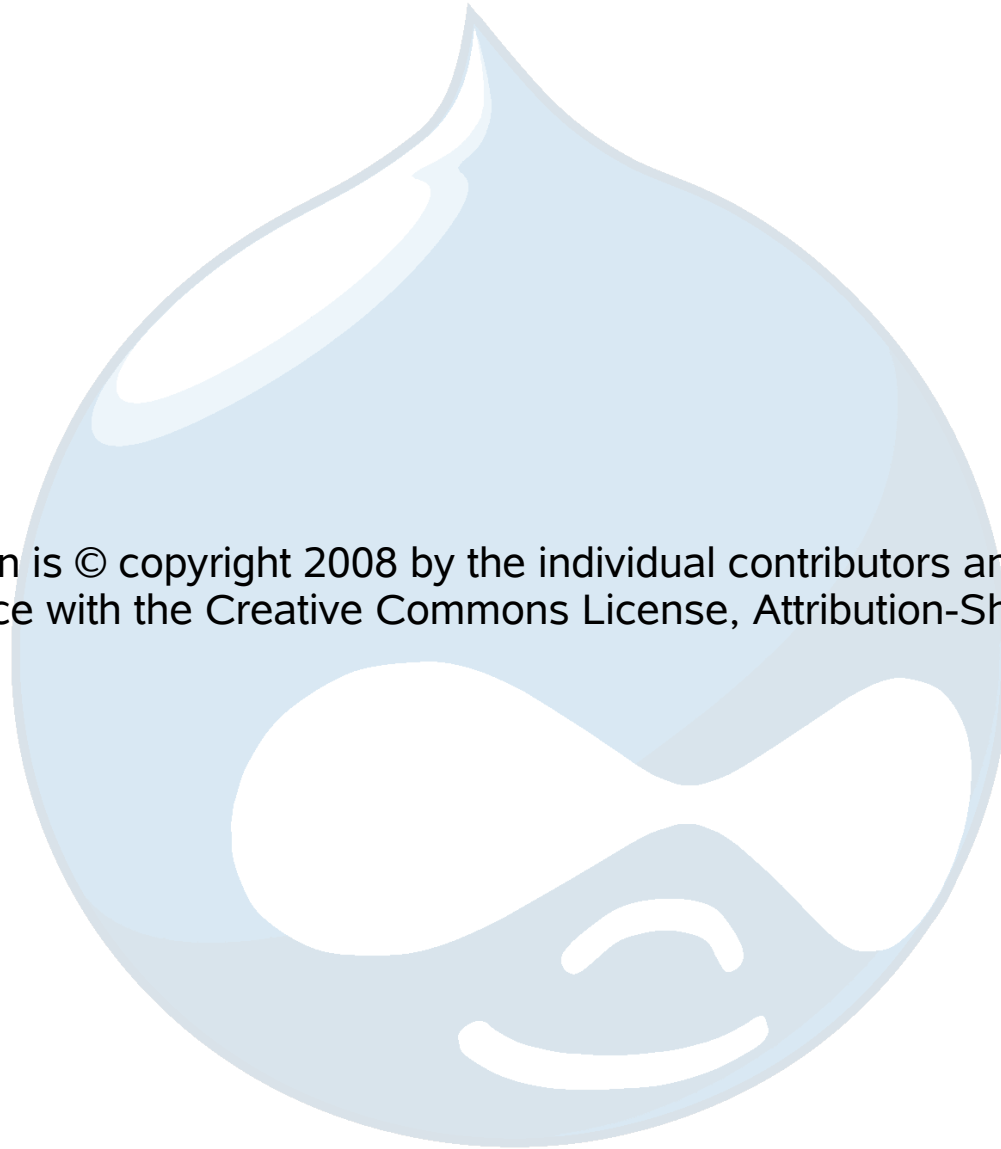 n is © copyright 2008 by the individual contributors an
ce with the Creative Commons License, Attribution-Sh